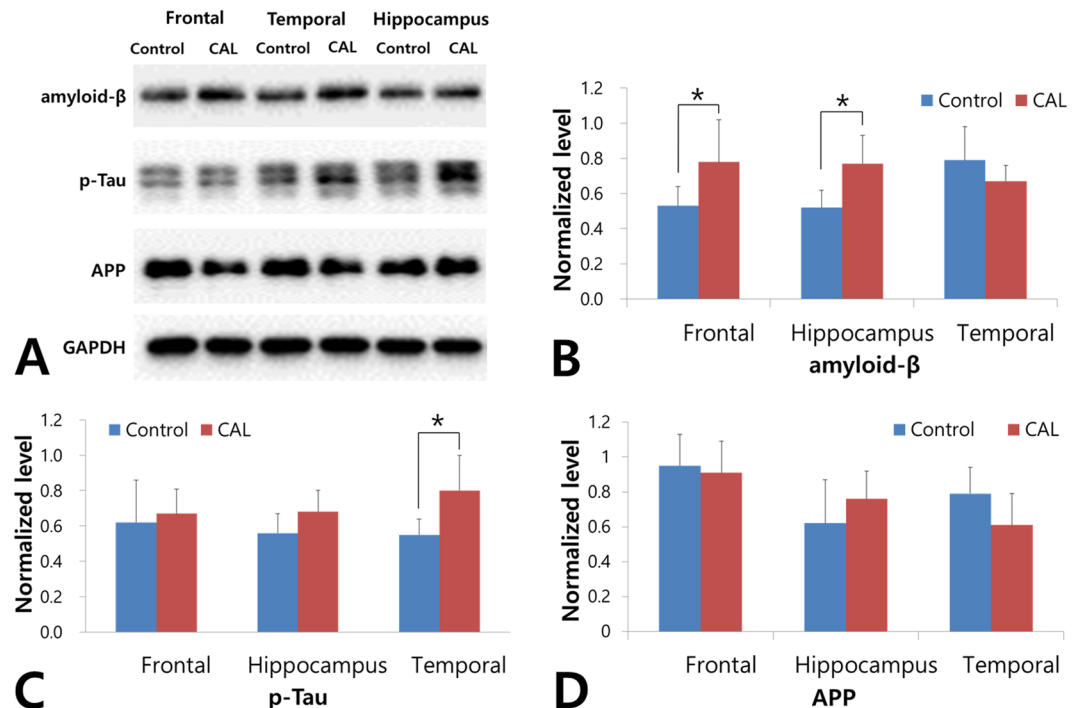 Frontal Temporal Hippocampus
Control CAL Control CAL Control CAL
amyloid-β
p-Tau
APP
GAPDH
A
Control CAL
Normalized level
1.2
1.0
0.8
0.6
0.4
0.2
0.0
* *
Frontal Hippocampus Temporal
amyloid-β
B
Control CAL
Normalized level
1.2
1.0
0.8
0.6
0.4
0.2
0.0
*
Frontal Hippocampus Temporal
p-Tau
C
Control CAL
Normalized level
1.2
1
0.8
0.6
0.4
0.2
0
Frontal Hippocampus Temporal
APP
D